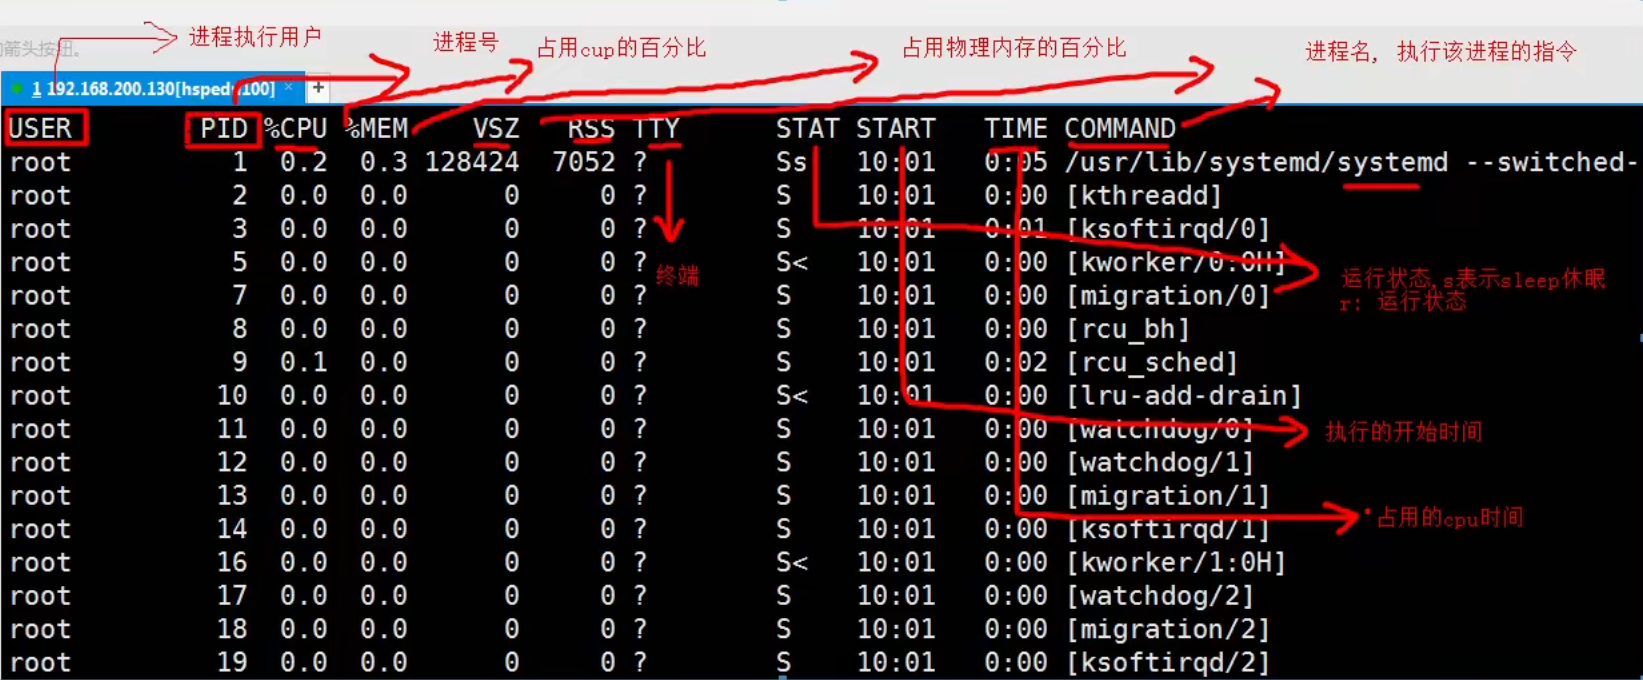 进程执行用户
进程号
占用cup的百分比
占用物理内存的百分比
进程名, 执行该进程的指令
箭头按钮。
1 192.168.200.130[hspedu100] × +
USER PID %CPU %MEM VSZ RSS TTY STAT START TIME COMMAND
root 1 0.2 0.3 128424 7052 ? Ss 10:01 0:05 /usr/lib/systemd/systemd --switched-
root 2 0.0 0.0 0 0 ? S 10:01 0:00 [kthreadd]
root 3 0.0 0.0 0 0 ? S 10:01 0:01 [ksoftirqd/0]
root 5 0.0 0.0 0 0 ? S< 10:01 0:00 [kworker/0:0H]
终端
运行状态,s表示sleep休眠
root 7 0.0 0.0 0 0 ? S 10:01 0:00 [migration/0]
r: 运行状态
root 8 0.0 0.0 0 0 ? S 10:01 0:00 [rcu_bh]
root 9 0.1 0.0 0 0 ? S 10:01 0:02 [rcu_sched]
root 10 0.0 0.0 0 0 ? S< 10:01 0:00 [lru-add-drain]
root 11 0.0 0.0 0 0 ? S 10:01 0:00 [watchdog/0]
执行的开始时间
root 12 0.0 0.0 0 0 ? S 10:01 0:00 [watchdog/1]
root 13 0.0 0.0 0 0 ? S 10:01 0:00 [migration/1]
占用的cpu时间
root 14 0.0 0.0 0 0 ? S 10:01 0:00 [ksoftirqd/1]
root 16 0.0 0.0 0 0 ? S< 10:01 0:00 [kworker/1:0H]
root 17 0.0 0.0 0 0 ? S 10:01 0:00 [watchdog/2]
root 18 0.0 0.0 0 0 ? S 10:01 0:00 [migration/2]
root 19 0.0 0.0 0 0 ? S 10:01 0:00 [ksoftirqd/2]